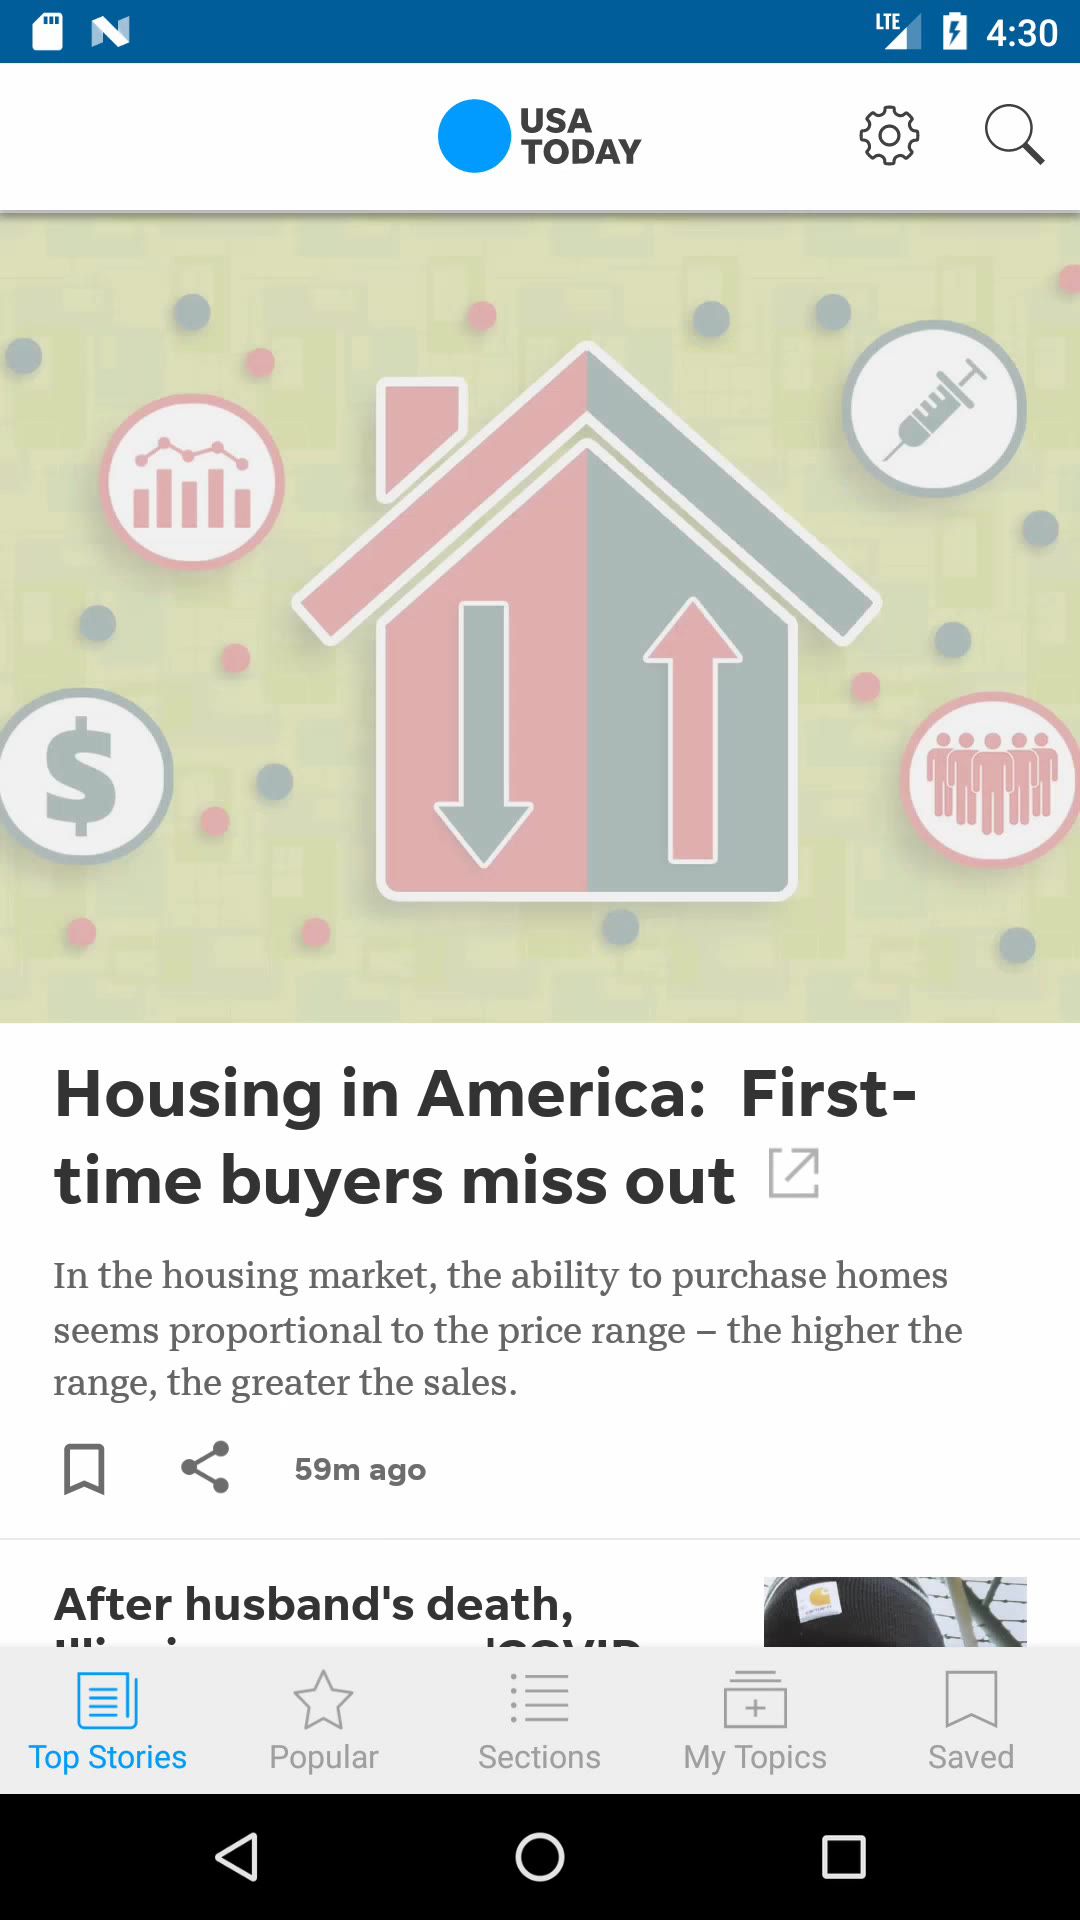 LTE 4:30
USA
TODAY
$
Housing in America:  First-
time buyers miss out
In the housing market, the ability to purchase homes
seems proportional to the price range – the higher the
range, the greater the sales.
59m ago
After husband's death,
Top Stories
Popular
Sections
My Topics
Saved